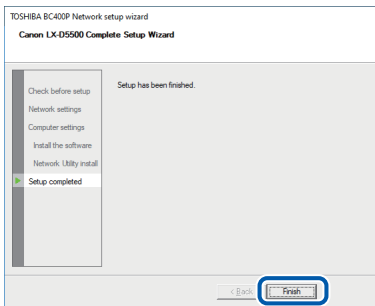 TOSHIBA BC400P Network setup wizard
Canon LX-D5500 Complete Setup Wizard
Check before setup
Setup has been finished.
Network settings
Computer settings
Install the software
Network Utility install
Setup completed
< Back
Finish